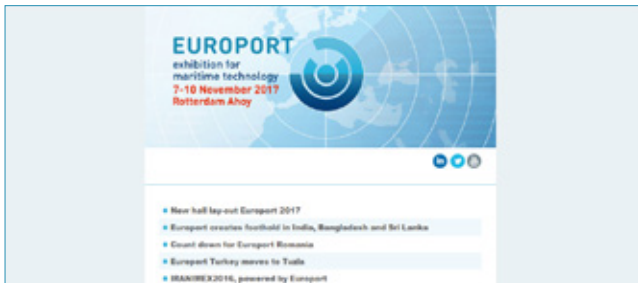 EUROPORT
exhibition for
maritime technology
7-10 November 2017
Rotterdam Ahoy
in
New hall lay-out Europort 2017
Europort creates foothold in India, Bangladesh and Sri Lanka
Count down for Europort Romania
Europort Turkey moves to Tuzla
IRANIMEX2016, powered by Europort